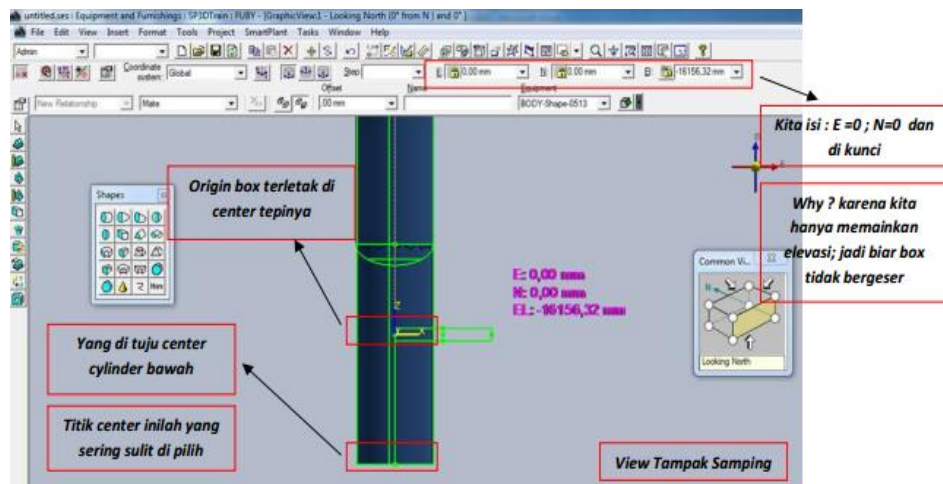 untitled.ses : Equipment and Furnishings : SP3DTrain : RUBY - [GraphicView:1 - Looking North (0° from N ) and 0° ]
File Edit View Insert Format Tools Project SmartPlant Tasks Window Help
Admin
Coordinate system: Global
Step
E: 0,00 mm
N: 0,00 mm
-16156,32 mm
Offset
Name
Equipment
New Relationship
Mate
,00 mm
BODY-Shape-0513
Kita isi : E =0 ; N=0 dan
di kunci
Why ? karena kita
hanya memainkan
elevasi; jadi biar box
tidak bergeser
Shapes
More
Origin box terletak di
center tepinya
E: 0,00 mm
N: 0,00 mm
EL: -16156,32 mm
Common Vi...
N
Looking North
Yang di tuju center
cylinder bawah
Titik center inilah yang
sering sulit di pilih
View Tampak Samping